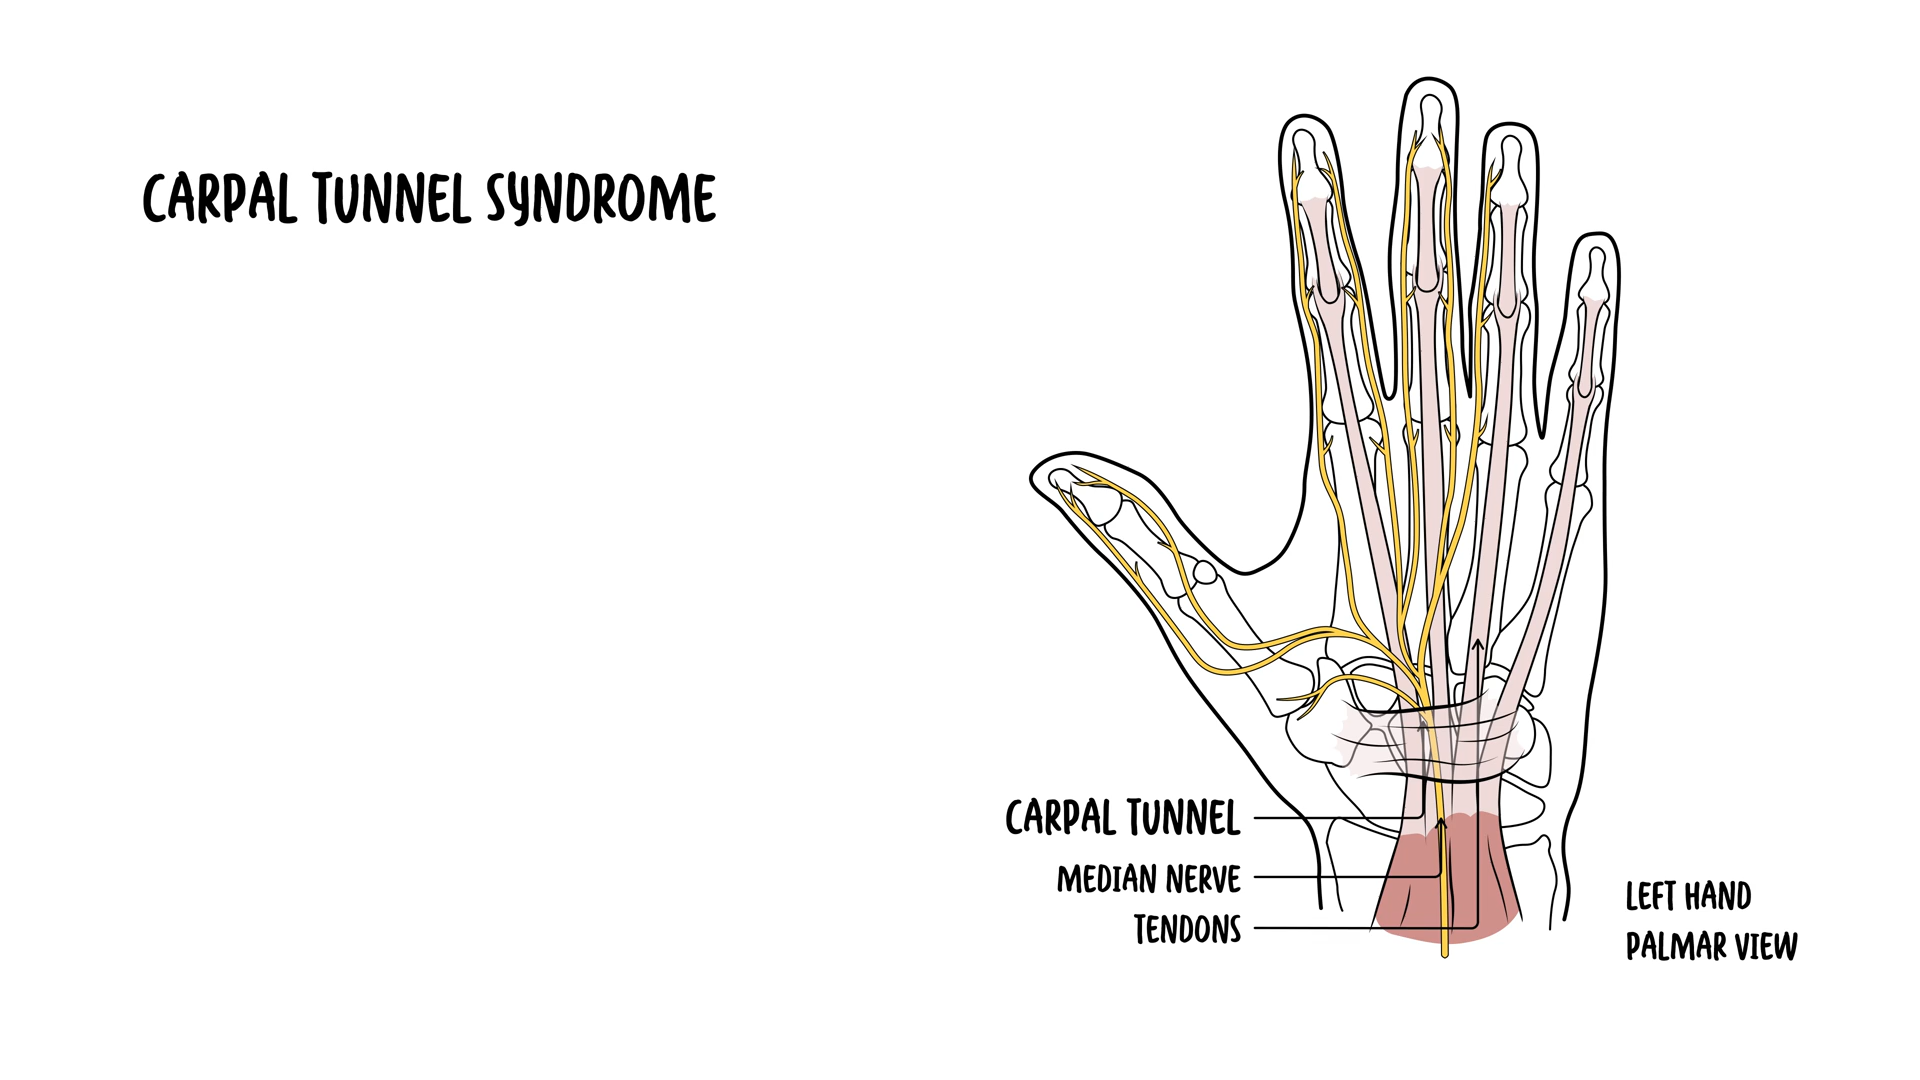 CARPAL TUNNEL SYNDROME
CARPAL TUNNEL
MEDIAN NERVE
TENDONS
LEFT HAND
PALMAR VIEW